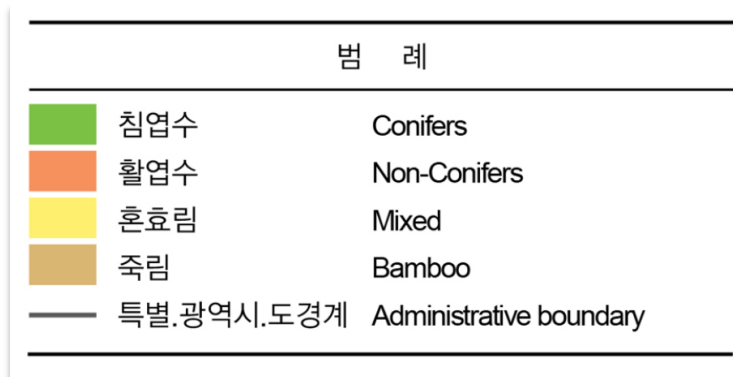 범 례
침엽수 Conifers
활엽수 Non-Conifers
혼효림 Mixed
죽림 Bamboo
특별.광역시.도경계 Administrative boundary